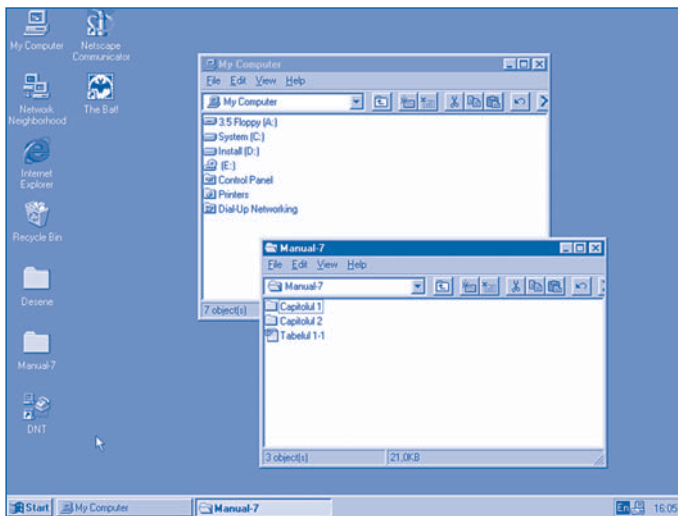 My Computer
Netscape
Communicator
Network
Neighborhood
The Bat!
Internet
Explorer
Recycle Bin
Desene
Manual-7
DNT
My Computer
File Edit View Help
My Computer
3.5 Floppy (A:)
System (C:)
Install (D:)
(E:)
Control Panel
Printers
Dial-Up Networking
7 object(s)
Manual-7
File Edit View Help
Manual-7
Capitolul 1
Capitolul 2
Tabelul 1-1
3 object(s) 21,0KB
Start My Computer Manual-7 En 16:05